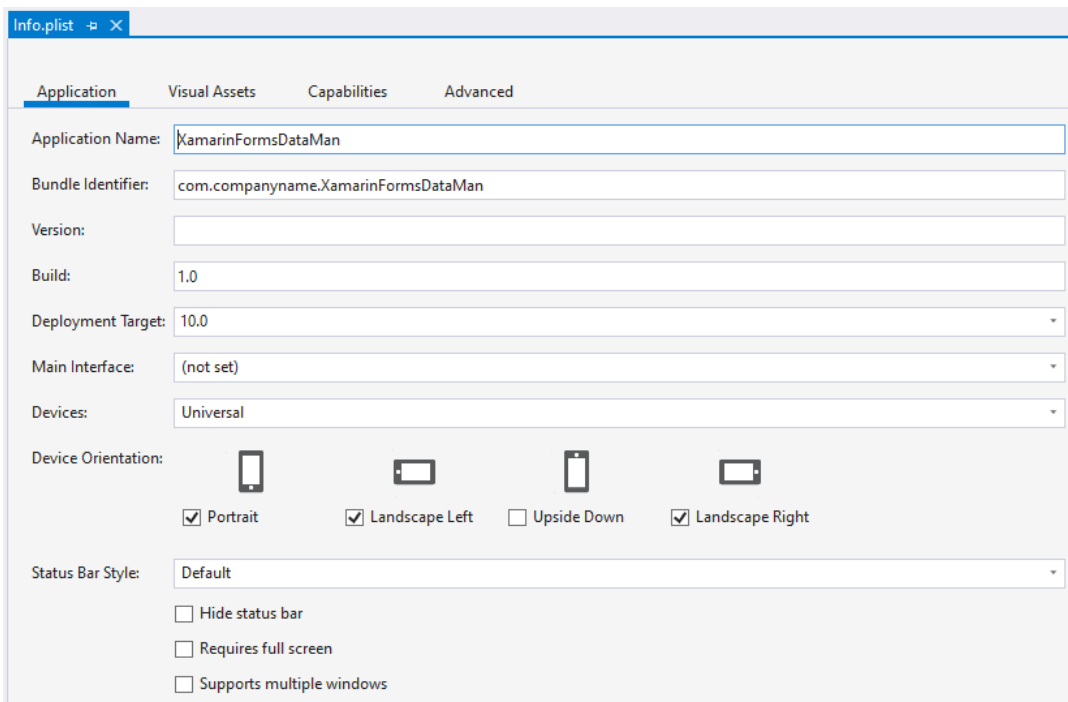 Info.plist
Application Visual Assets Capabilities Advanced
Application Name: XamarinFormsDataMan
Bundle Identifier: com.companyname.XamarinFormsDataMan
Version:
Build: 1.0
Deployment Target: 10.0
Main Interface: (not set)
Devices: Universal
Device Orientation:
Portrait Landscape Left Upside Down Landscape Right
Status Bar Style: Default
Hide status bar
Requires full screen
Supports multiple windows